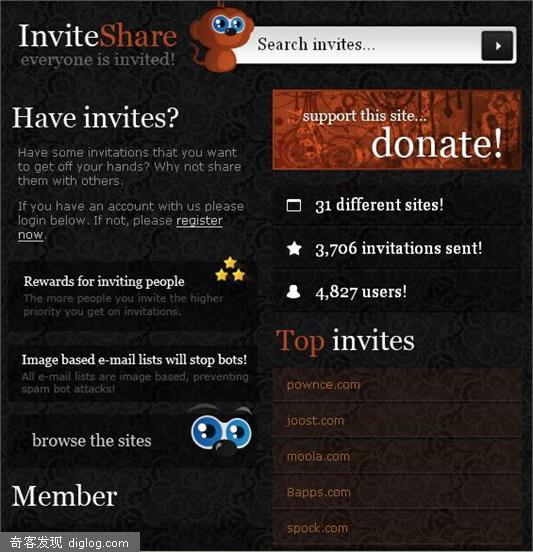 InviteShare
everyone is invited!
Search invites...
Have invites?
Have some invitations that you want
to get off your hands? Why not share
them with others.
If you have an account with us please
login below. If not, please register
now.
Rewards for inviting people
The more people you invite the higher
priority you get on invitations.
Image based e-mail lists will stop bots!
All e-mail lists are image based, preventing
spam bot attacks!
browse the sites
Member
support this site...
donate!
31 different sites!
3,706 invitations sent!
4,827 users!
Top invites
pownce.com
joost.com
moola.com
8apps.com
spock.com
奇客发现 diglog.com